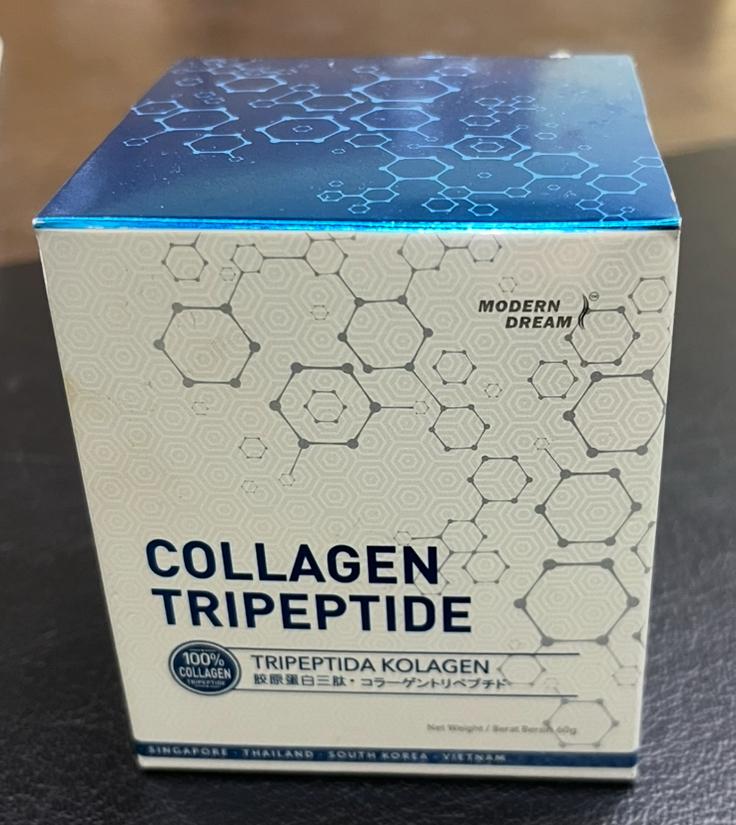 MODERN
DREAM
COLLAGEN
TRIPEPTIDE
100%
COLLAGEN
TRIPEPTIDE
TRIPEPTIDA KOLAGEN
胶原蛋白三肽・コラーゲントリペプチド
Net Weight / Berat Bersih 60g
SINGAPORE · THAILAND · SOUTH KOREA · VIETNAM